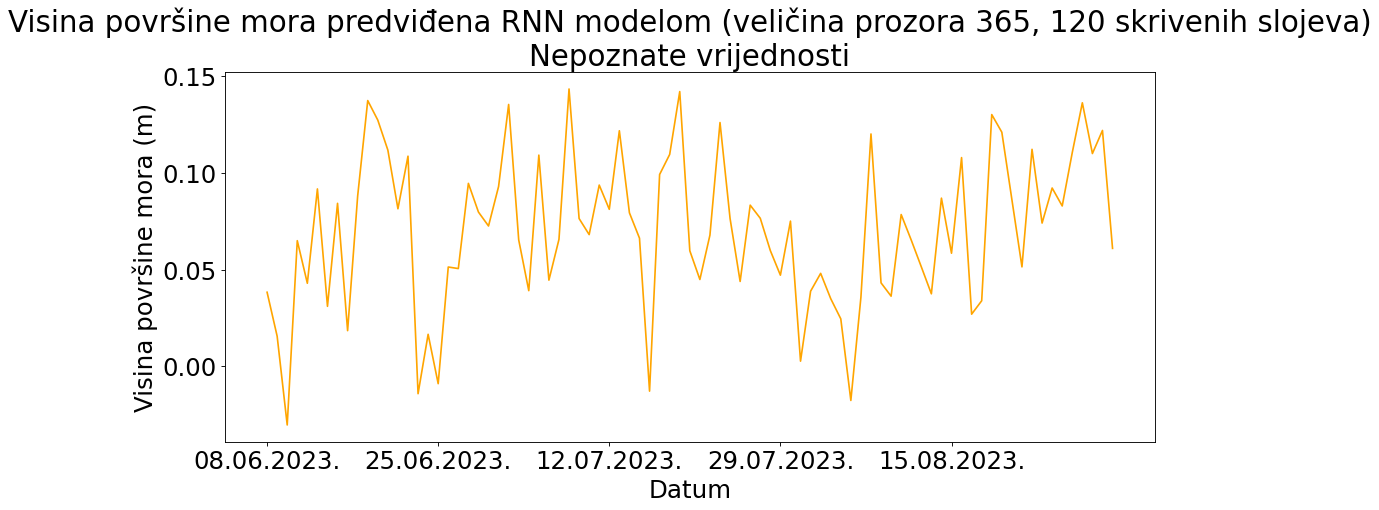 Visina površine mora predviđena RNN modelom (veličina prozora 365, 120 skrivenih slojeva)
Nepoznate vrijednosti
Visina površine mora (m)
0.15
0.10
0.05
0.00
08.06.2023. 25.06.2023. 12.07.2023. 29.07.2023. 15.08.2023.
Datum